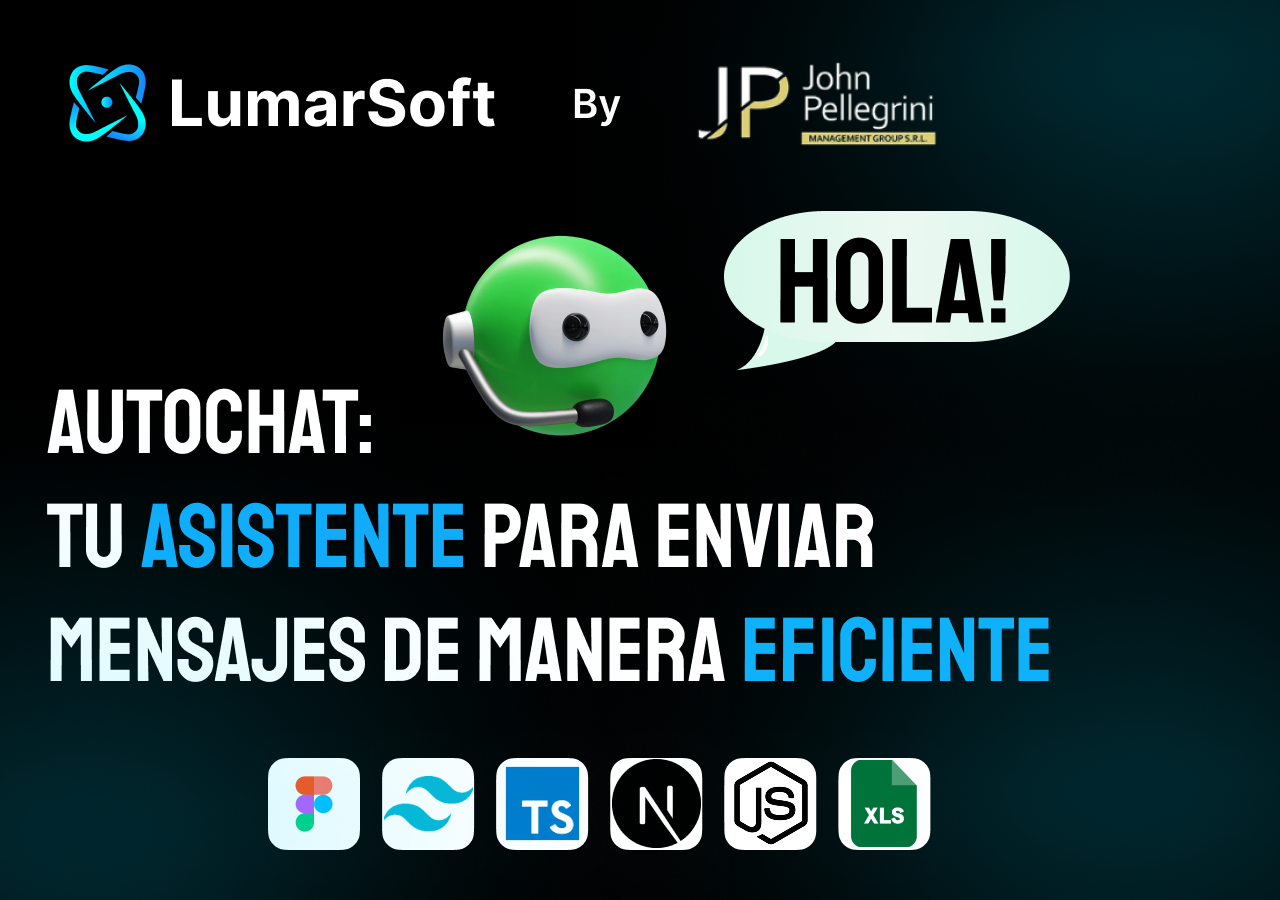 LumarSoft
By
John
Pellegrini
MANAGEMENT GROUP S.R.L.
JP
HOLA!
AUTOCHAT:
TU ASISTENTE PARA ENVIAR
MENSAJES DE MANERA EFICIENTE
TS
N
JS
XLS